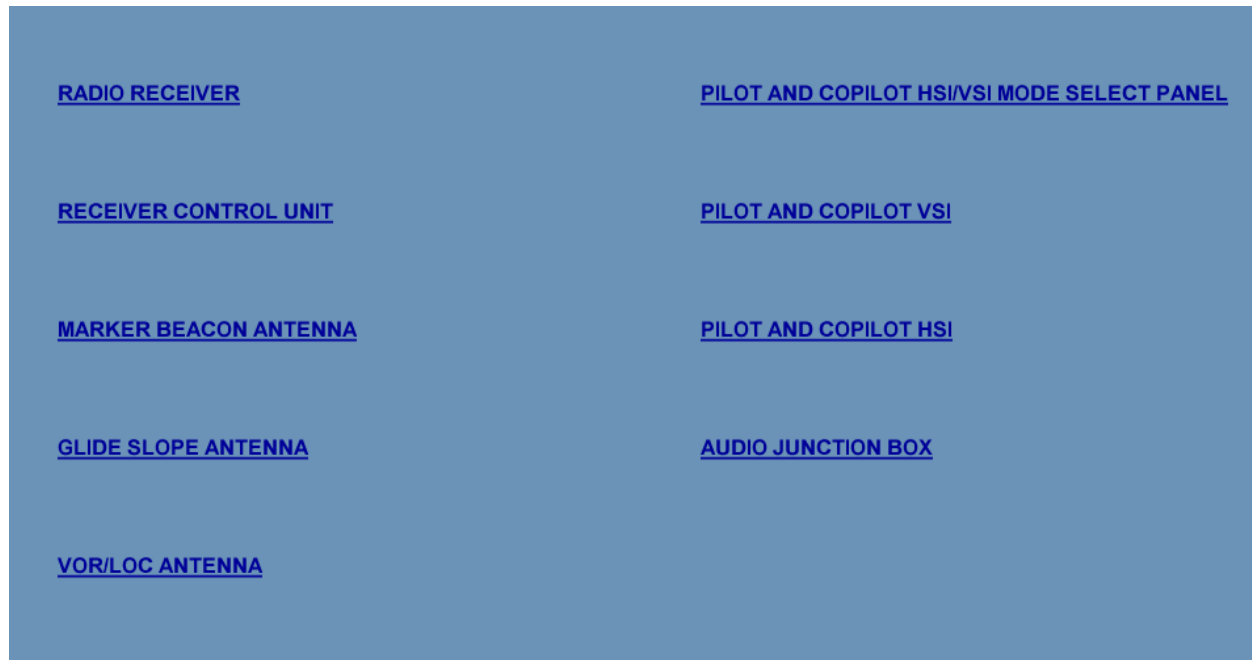 RADIO RECEIVER
RECEIVER CONTROL UNIT
MARKER BEACON ANTENNA
GLIDE SLOPE ANTENNA
VOR/LOC ANTENNA
PILOT AND COPILOT HSI/VSI MODE SELECT PANEL
PILOT AND COPILOT VSI
PILOT AND COPILOT HSI
AUDIO JUNCTION BOX